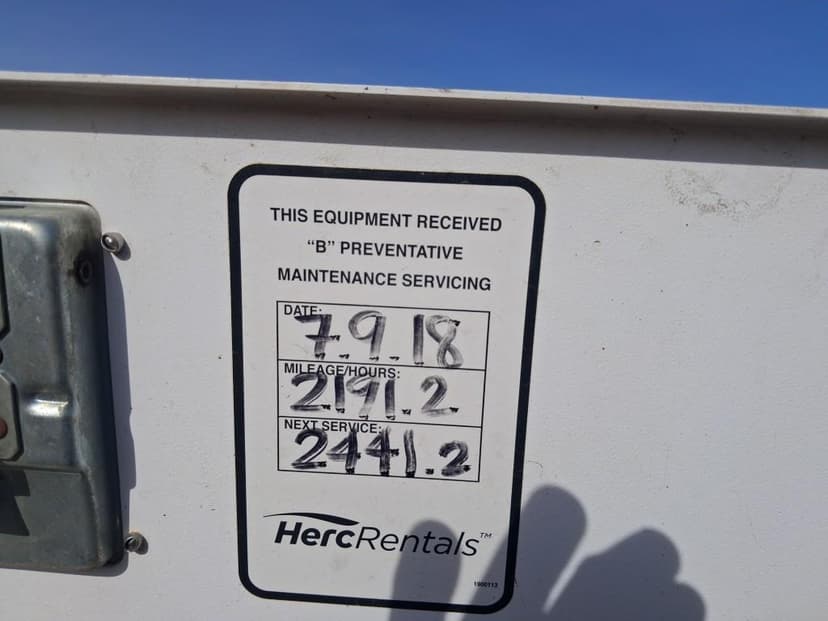 THIS EQUIPMENT RECEIVED
“B” PREVENTATIVE
MAINTENANCE SERVICING
DATE:
7.9.18
MILEAGE/HOURS:
2191.2
NEXT SERVICE:
2441.2
HercRentals™
1900113